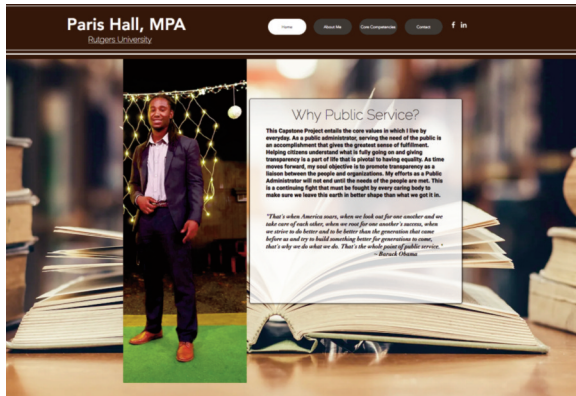 Paris Hall, MPA
Rutgers University
Home
About Me
Core Competencies
Contact
f in
Why Public Service?
This Capstone Project entails the core values in which I live by
everyday. As a public administrator, serving the need of the public is
an accomplishment that gives the greatest sense of fulfillment.
Helping citizens understand what is fully going on and giving
transparency is a part of life that is pivotal to having equality. As time
moves forward, my soul objective is to promote transparency as a
liaison between the people and organizations. My efforts as a Public
Administrator will not end until the needs of the people are met. This
is a continuing fight that must be fought by every caring body to
make sure we leave this earth in better shape than what we got it in.
"That's when America soars, when we look out for one another and we
take care of each other, when we root for one another's success, when
we strive to do better and to be better than the generation that came
before us and try to build something better for generations to come,
that's why we do what we do. That's the whole point of public service."
~ Barack Obama